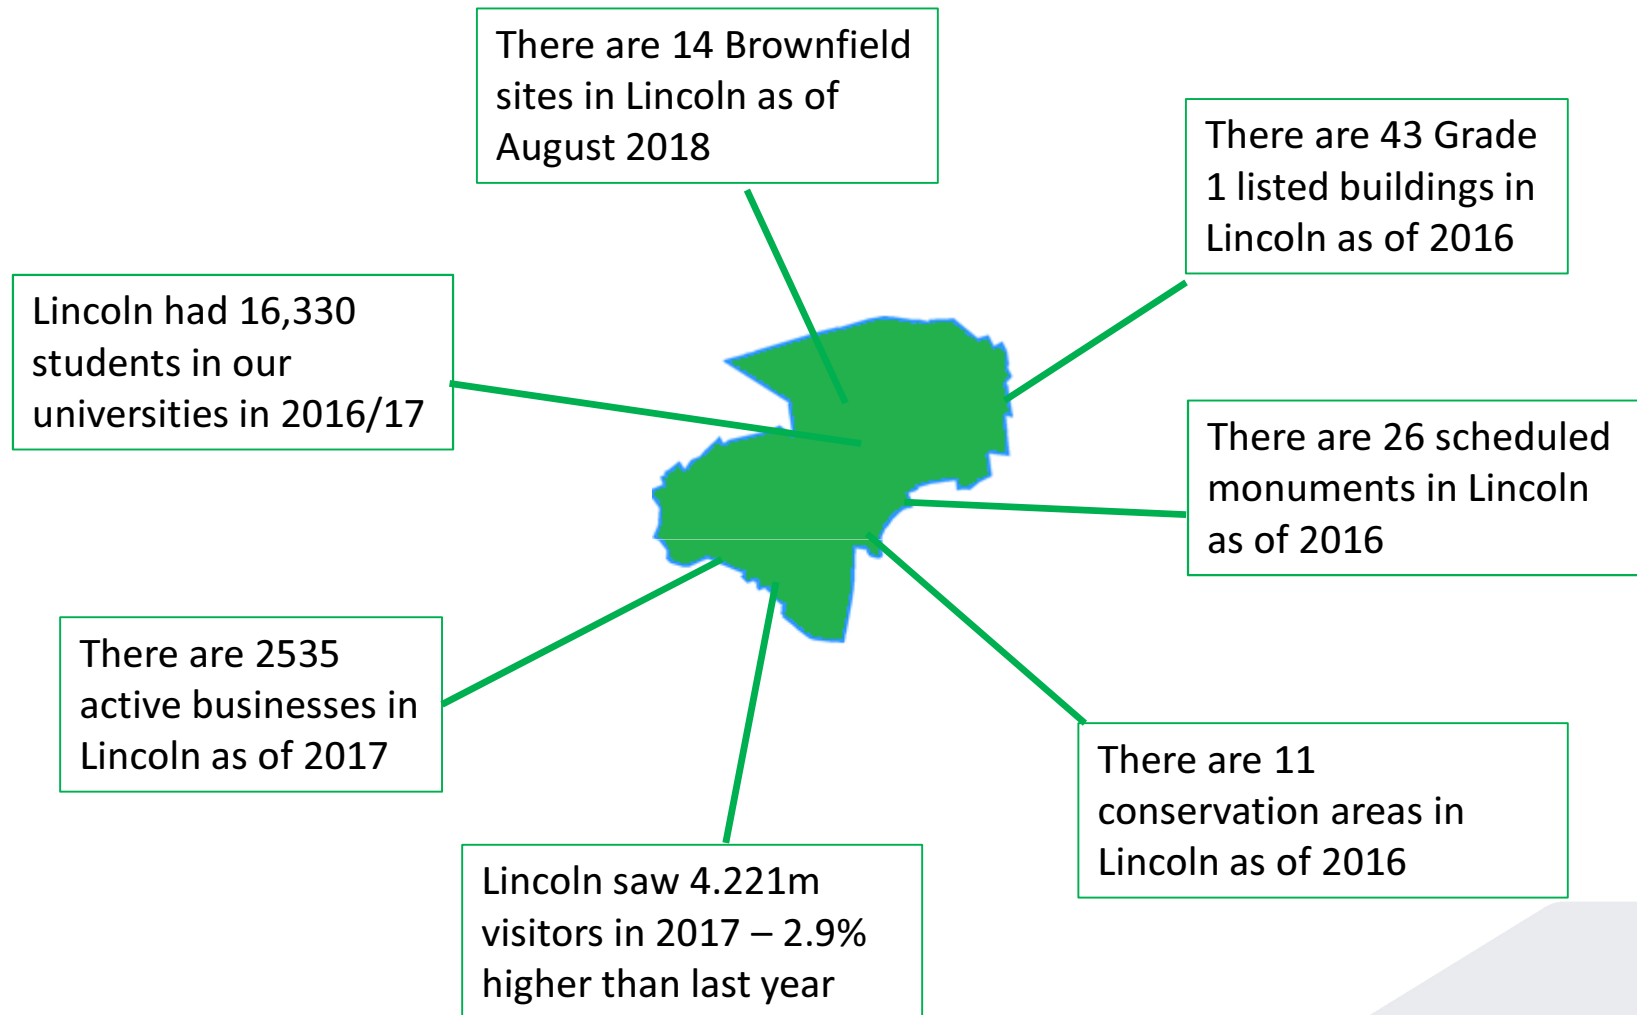 There are 14 Brownfield
sites in Lincoln as of
August 2018
There are 43 Grade
1 listed buildings in
Lincoln as of 2016
Lincoln had 16,330
students in our
universities in 2016/17
There are 26 scheduled
monuments in Lincoln
as of 2016
There are 2535
active businesses in
Lincoln as of 2017
There are 11
conservation areas in
Lincoln as of 2016
Lincoln saw 4.221m
visitors in 2017 – 2.9%
higher than last year